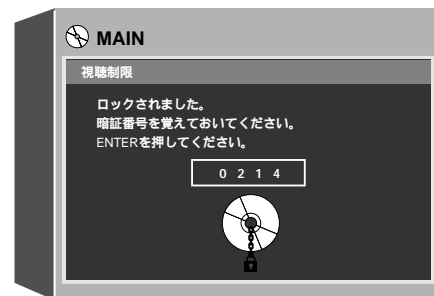 MAIN
視聴制限
ロックされました。
暗証番号を覚えておいてください。
ENTERを押してください。
0 2 1 4